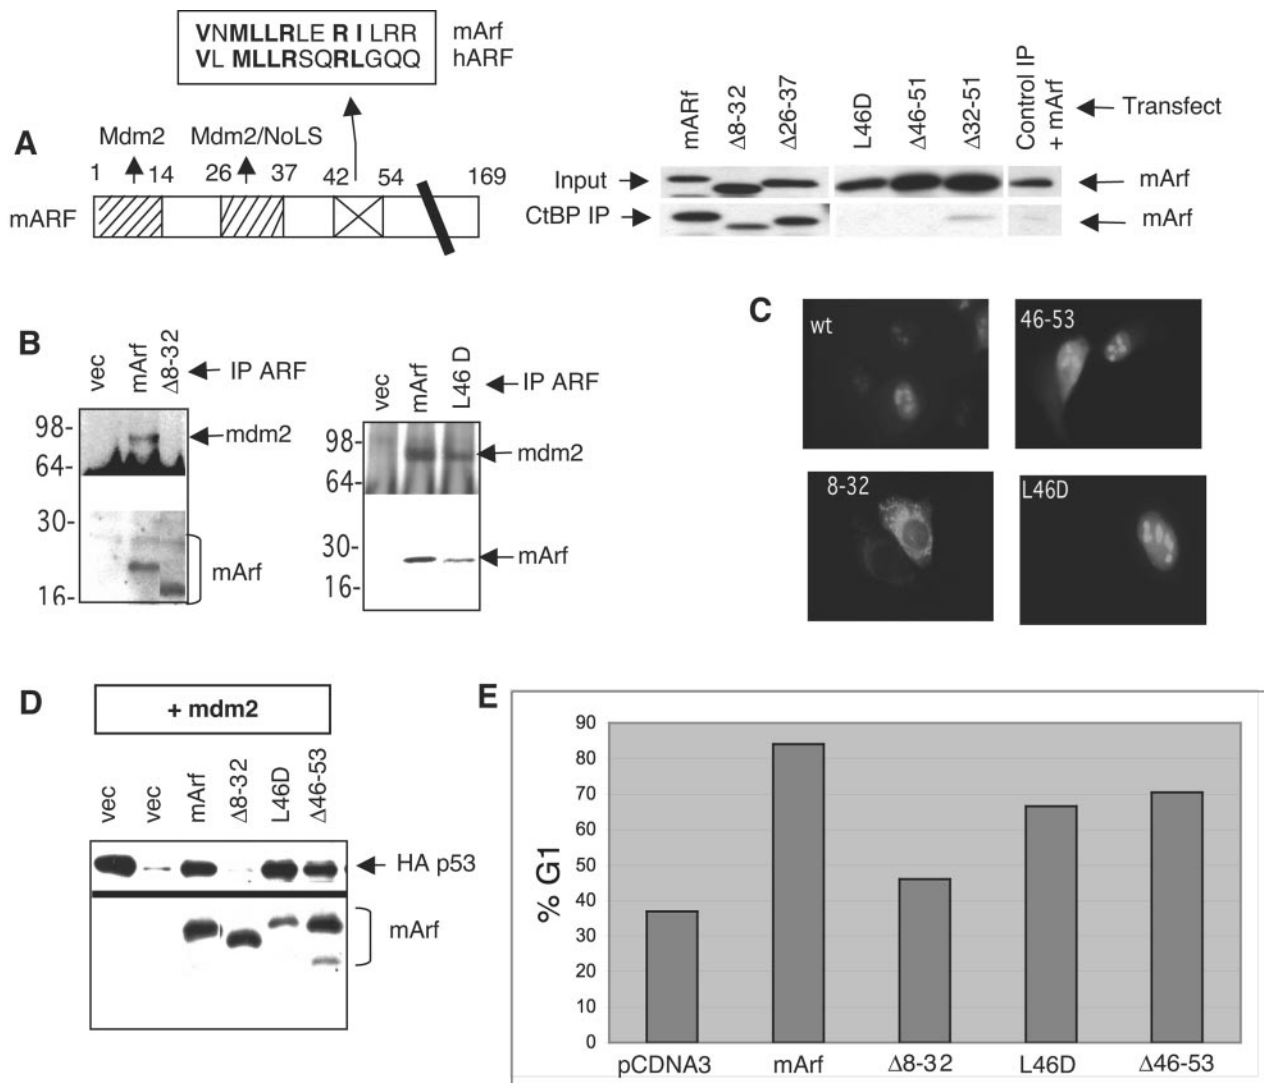 VNMLLRLE R I LRR mArf
VL MLLRSQRLGQQ hARF
A
Mdm2 Mdm2/NoLS
1 14 26 37 42 54 169
mARF
mARf Δ8-32 Δ26-37 L46D Δ46-51 Δ32-51 Control IP + mArf Transfect
Input mArf
CtBP IP mArf
B
vec mArf Δ8-32 IP ARF
98-
mdm2
64-
30-
mArf
16-
vec mArf L46 D IP ARF
98-
mdm2
64-
30-
mArf
16-
C
wt
46-53
8-32
L46D
D
+ mdm2
vec vec mArf Δ8-32 L46D Δ46-53
HA p53
mArf
E
% G1
90
80
70
60
50
40
30
20
10
0
pCDNA3 mArf Δ8-32 L46D Δ46-53